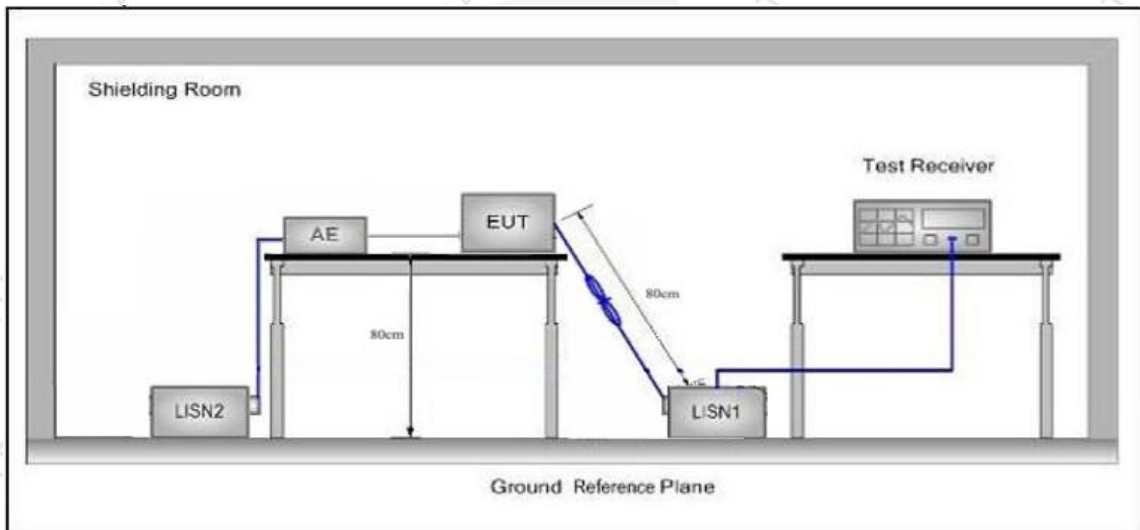 Shielding Room
Test Receiver
EUT
AE
80cm
80cm
LISN2
LISN1
Ground Reference Plane